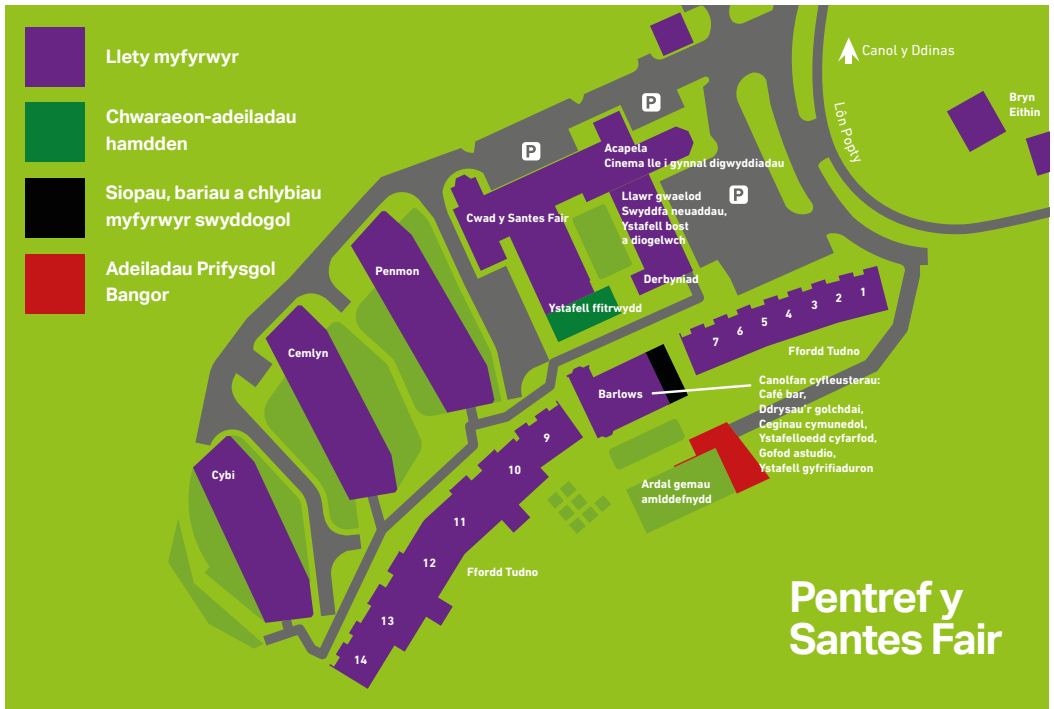 Llety myfyrwyr
Chwaraeon-adeiladau
hamdden
Siopau, bariau a chlybiau
myfyrwyr swyddogol
Adeiladau Prifysgol
Bangor
Canol y Ddinas
Lôn Popty
Bryn
Eithin
P
P
P
Acapela
Cinema lle i gynnal digwyddiadau
Llawr gwaelod
Swyddfa neuaddau,
Ystafell bost
a diogelwch
Cwad y Santes Fair
Derbyniad
Ystafell ffitrwydd
Penmon
Cemlyn
Cybi
1
2
3
4
5
6
7
Ffordd Tudno
Barlows
Canolfan cyfleusterau:
Café bar,
Ddrysau'r golchdai,
Ceginau cymunedol,
Ystafelloedd cyfarfod,
Gofod astudio,
Ystafell gyfrifiaduron
Ardal gemau
amlddefnydd
9
10
11
12
13
14
Ffordd Tudno
Pentref y
Santes Fair